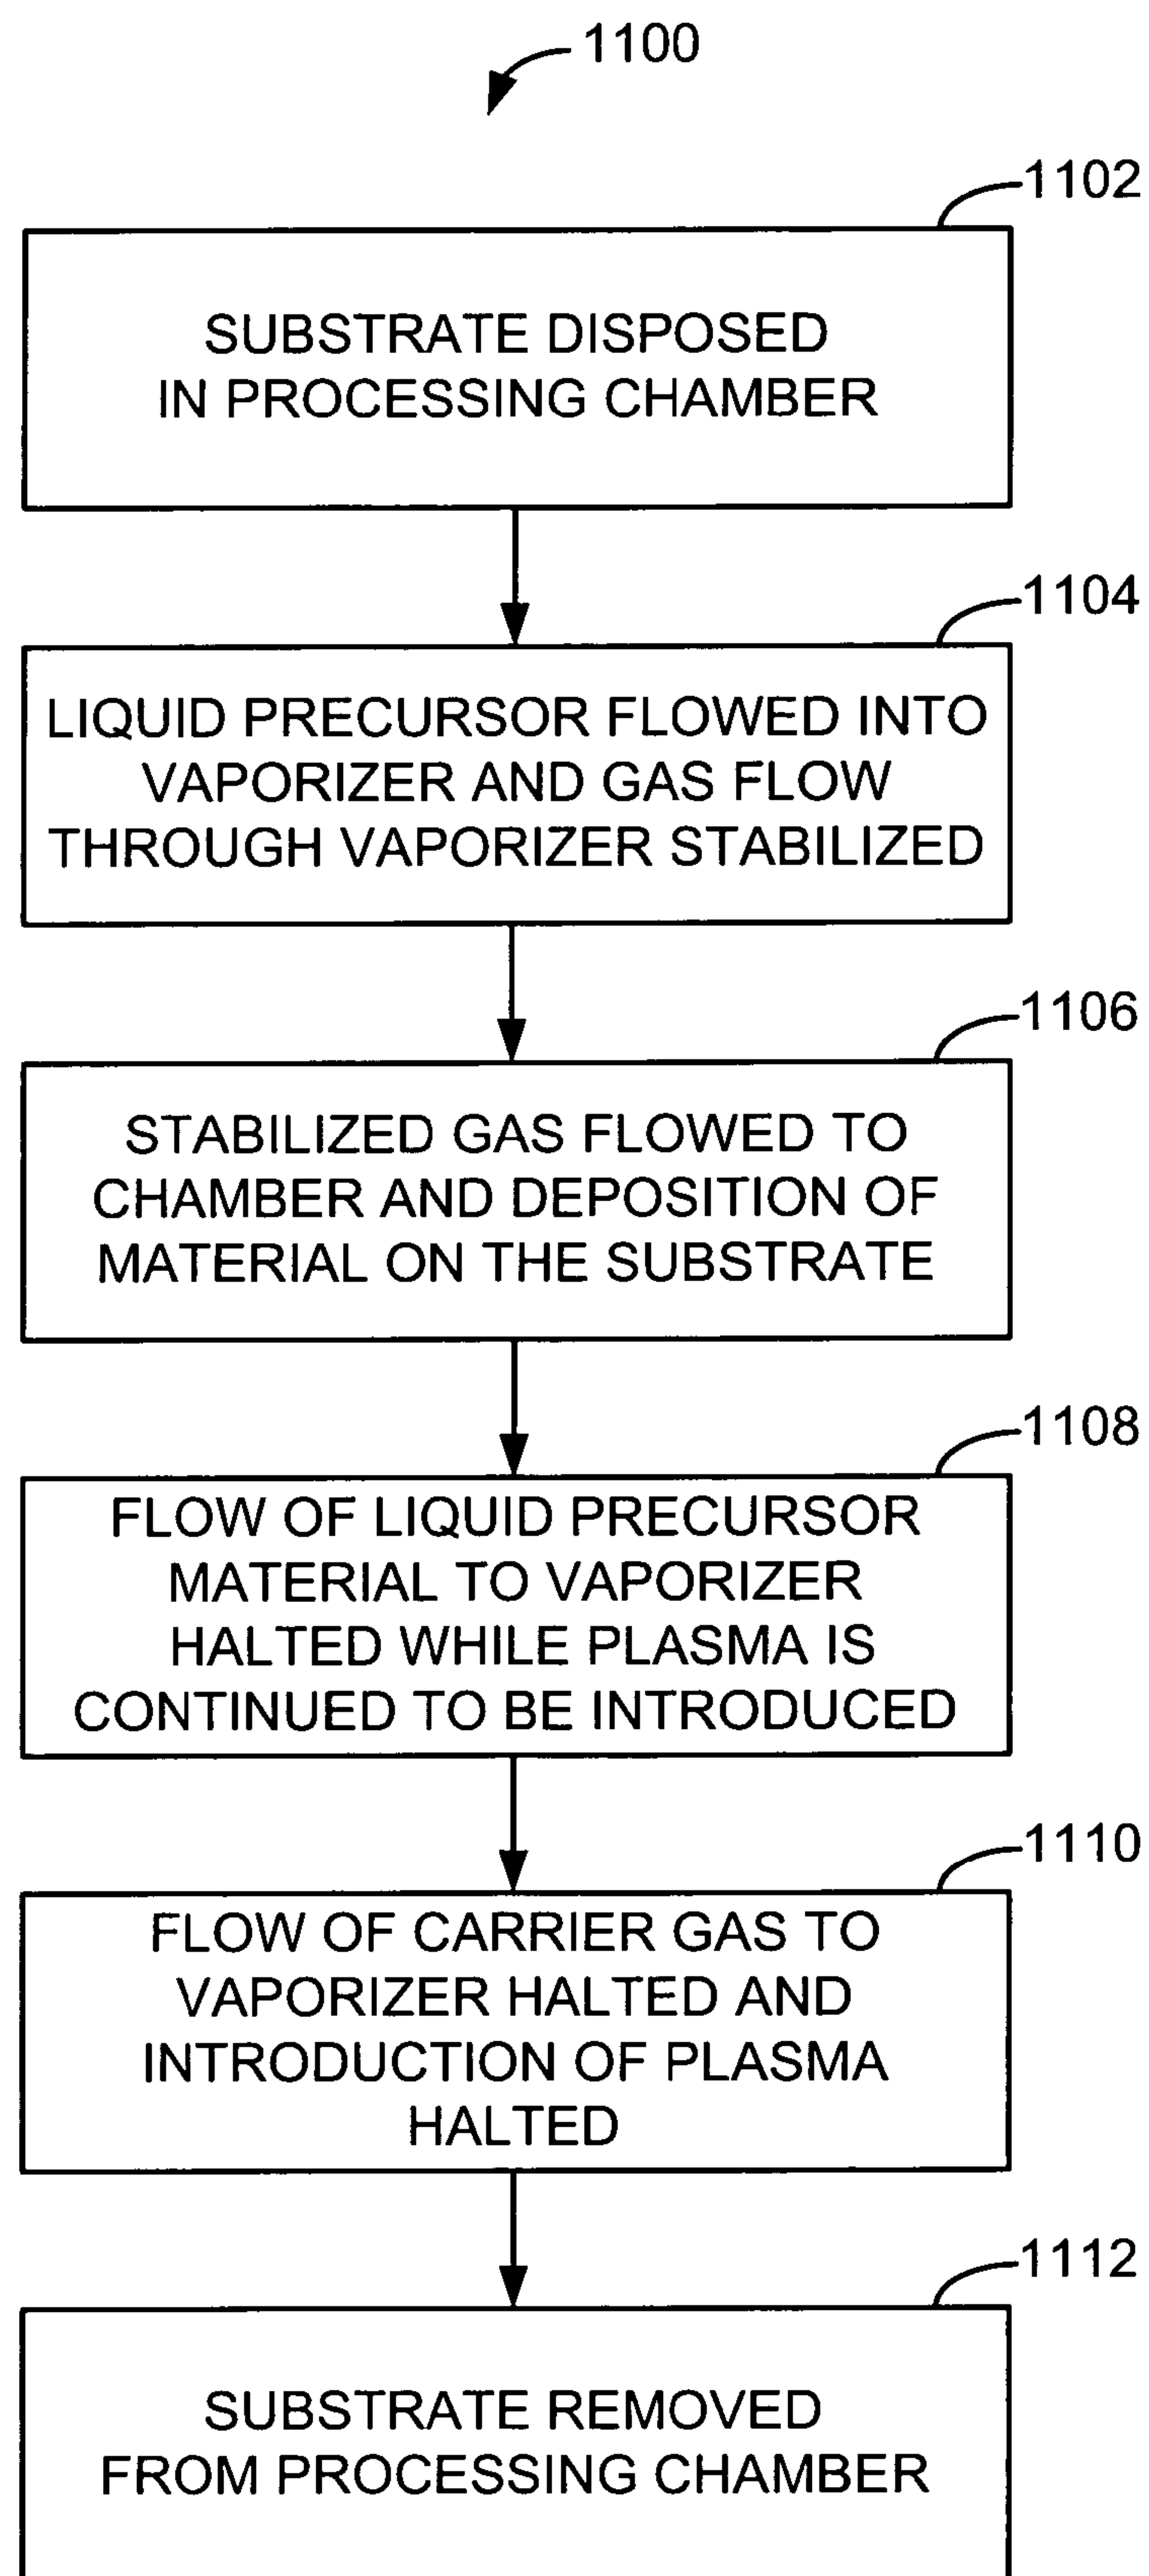 1100
1102
SUBSTRATE DISPOSED
IN PROCESSING CHAMBER
1104
LIQUID PRECURSOR FLOWED INTO
VAPORIZER AND GAS FLOW
THROUGH VAPORIZER STABILIZED
1106
STABILIZED GAS FLOWED TO
CHAMBER AND DEPOSITION OF
MATERIAL ON THE SUBSTRATE
1108
FLOW OF LIQUID PRECURSOR
MATERIAL TO VAPORIZER
HALTED WHILE PLASMA IS
CONTINUED TO BE INTRODUCED
1110
FLOW OF CARRIER GAS TO
VAPORIZER HALTED AND
INTRODUCTION OF PLASMA
HALTED
1112
SUBSTRATE REMOVED
FROM PROCESSING CHAMBER